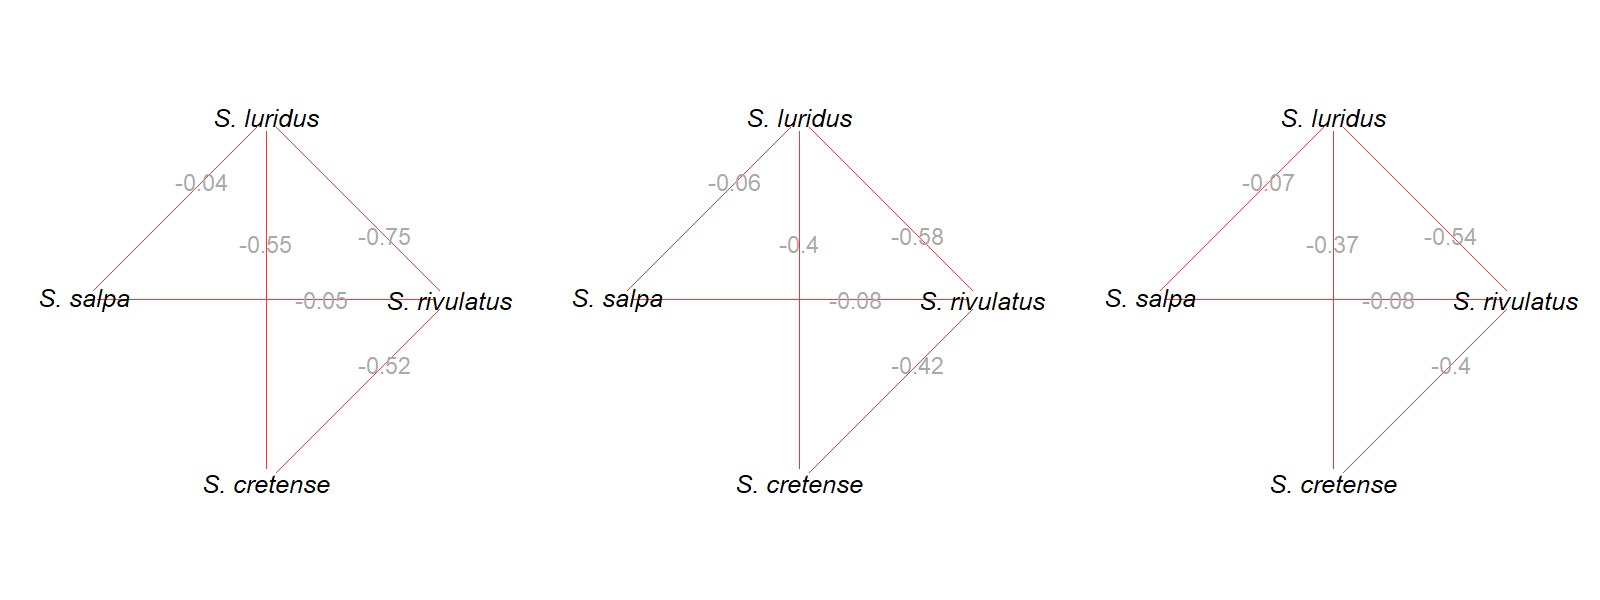 S. luridus
-0.04
-0.55
-0.75
S. salpa
-0.05
S. rivulatus
-0.52
S. cretense
S. luridus
-0.06
-0.4
-0.58
S. salpa
-0.08
S. rivulatus
-0.42
S. cretense
S. luridus
-0.07
-0.37
-0.54
S. salpa
-0.08
S. rivulatus
-0.4
S. cretense